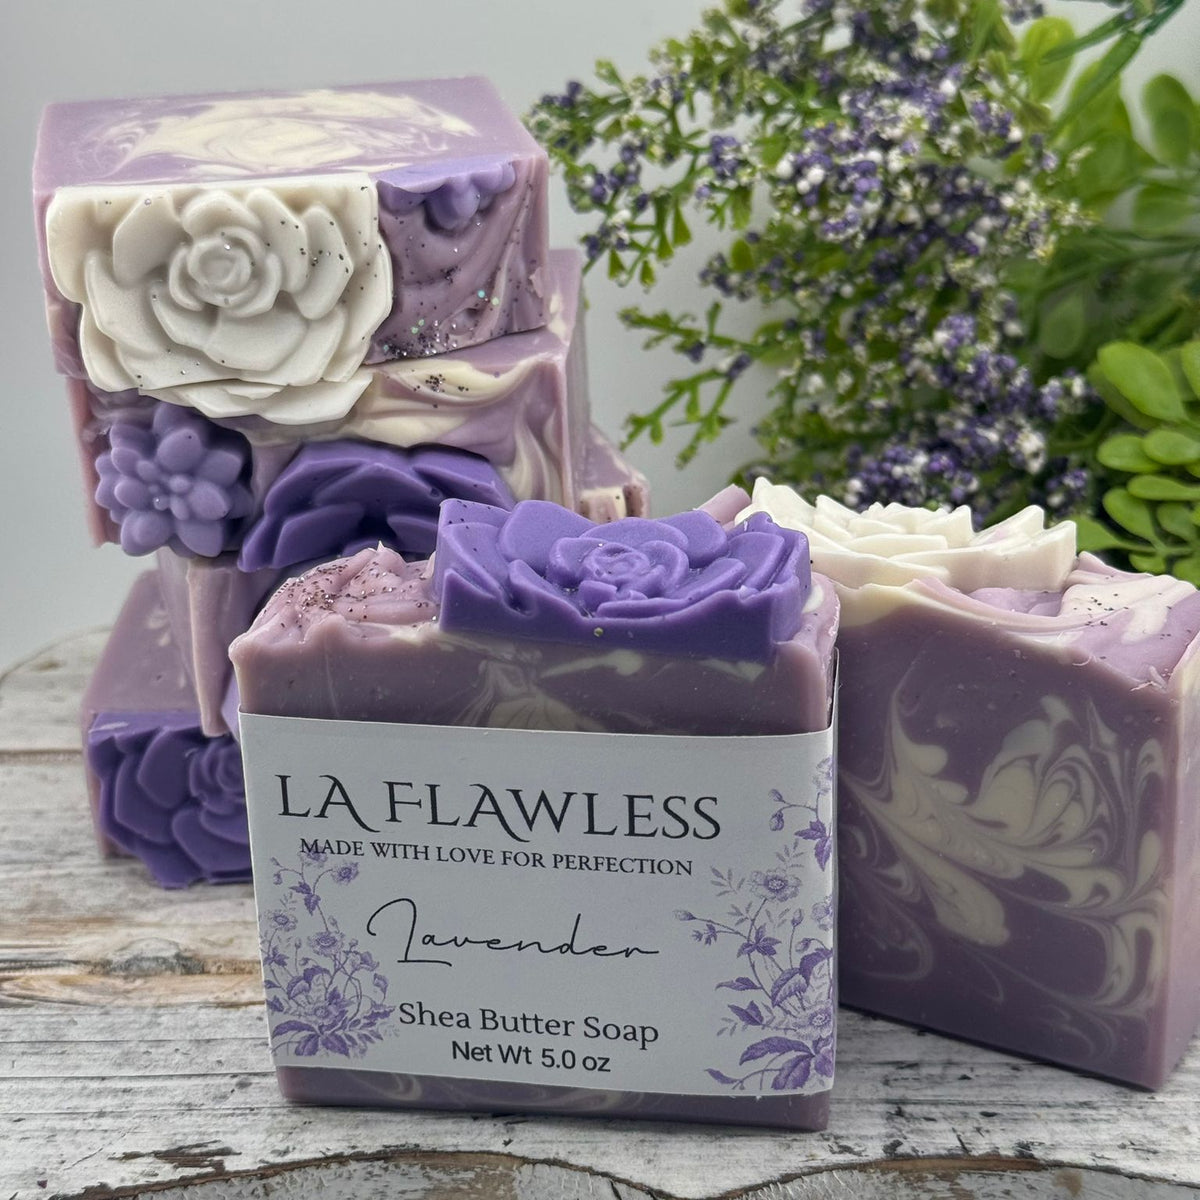 LA FLAWLESS
MADE WITH LOVE FOR PERFECTION
Lavender
Shea Butter Soap
Net Wt 5.0 oz